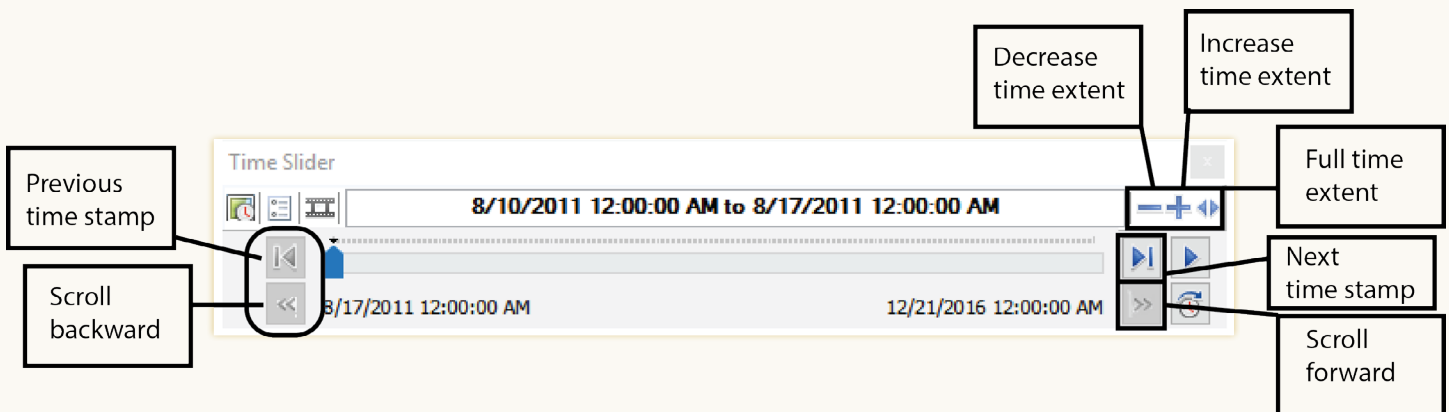 Decrease
time extent
Increase
time extent
Full time
extent
Previous
time stamp
Time Slider
x
8/10/2011 12:00:00 AM to 8/17/2011 12:00:00 AM
Scroll
backward
8/17/2011 12:00:00 AM
12/21/2016 12:00:00 AM
Next
time stamp
Scroll
forward